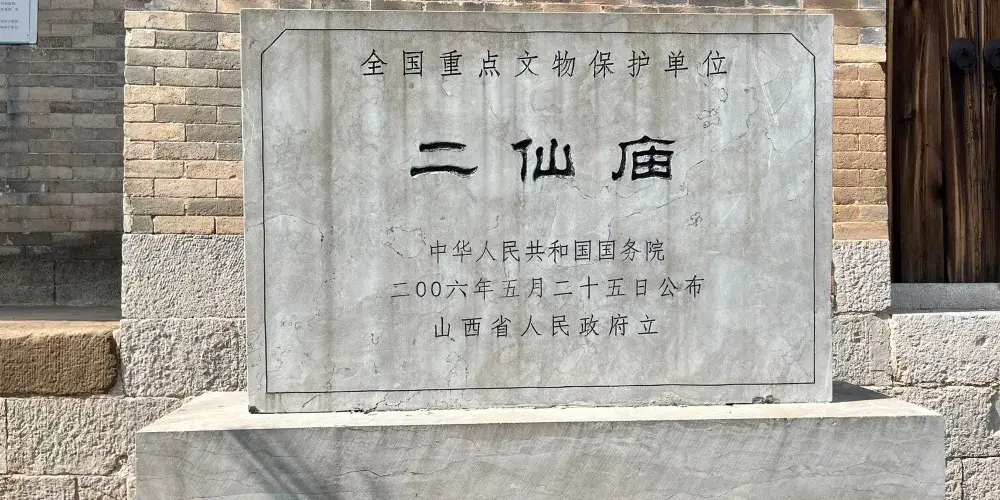 全国重点文物保护单位
二仙庙
中华人民共和国国务院
二00六年五月二十五日公布
山西省人民政府立